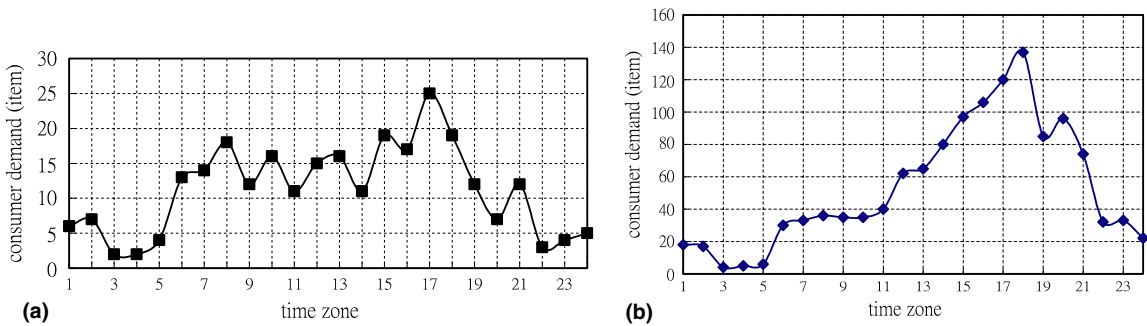 30
25
20
15
10
5
0
consumer demand (item)
1 3 5 7 9 11 13 15 17 19 21 23
time zone
(a)
160
140
120
100
80
60
40
20
0
consumer demand (item)
1 3 5 7 9 11 13 15 17 19 21 23
time zone
(b)